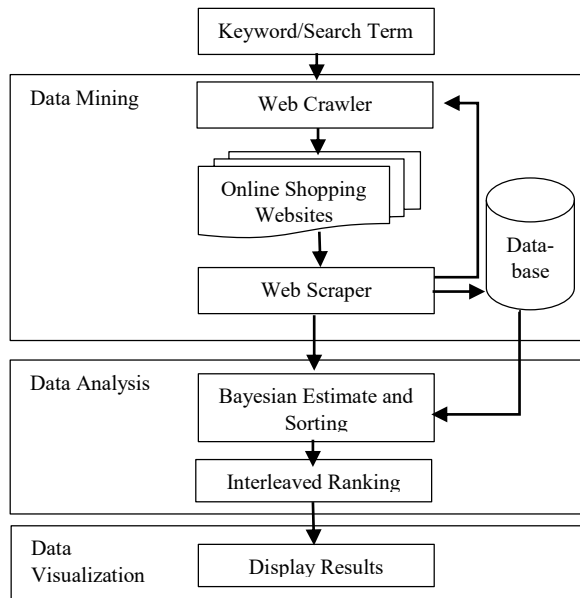 Keyword/Search Term
Data Mining
Web Crawler
Online Shopping
Websites
Data-
base
Web Scraper
Data Analysis
Bayesian Estimate and
Sorting
Interleaved Ranking
Data
Visualization
Display Results